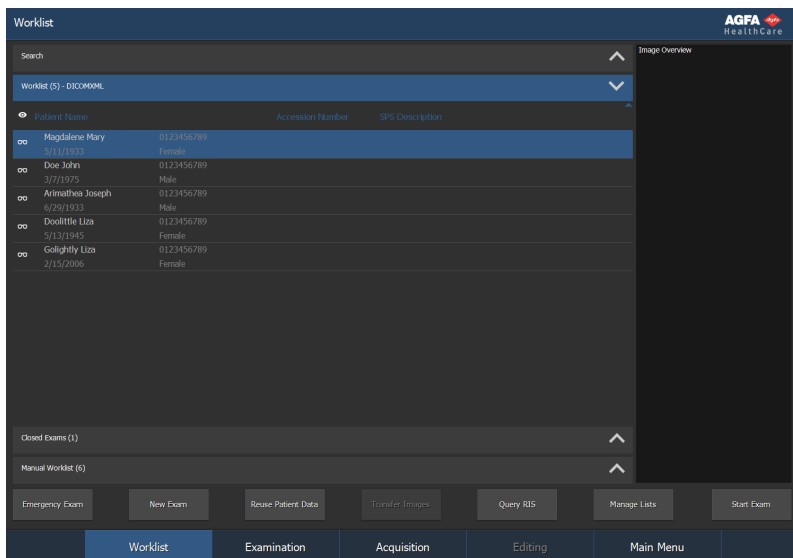 Worklist
AGFA
HealthCare
Search
Image Overview
Worklist (5) - DICOMXML
Patient Name Accession Number SPS Description
Magdalene Mary 0123456789
5/11/1933 Female
Doe John 0123456789
3/7/1975 Male
Arimathea Joseph 0123456789
6/29/1933 Male
Doolittle Liza 0123456789
5/13/1945 Female
Golightly Liza 0123456789
2/15/2006 Female
Closed Exams (1)
Manual Worklist (6)
Emergency Exam New Exam Reuse Patient Data Transfer Images Query RIS Manage Lists Start Exam
Worklist Examination Acquisition Editing Main Menu